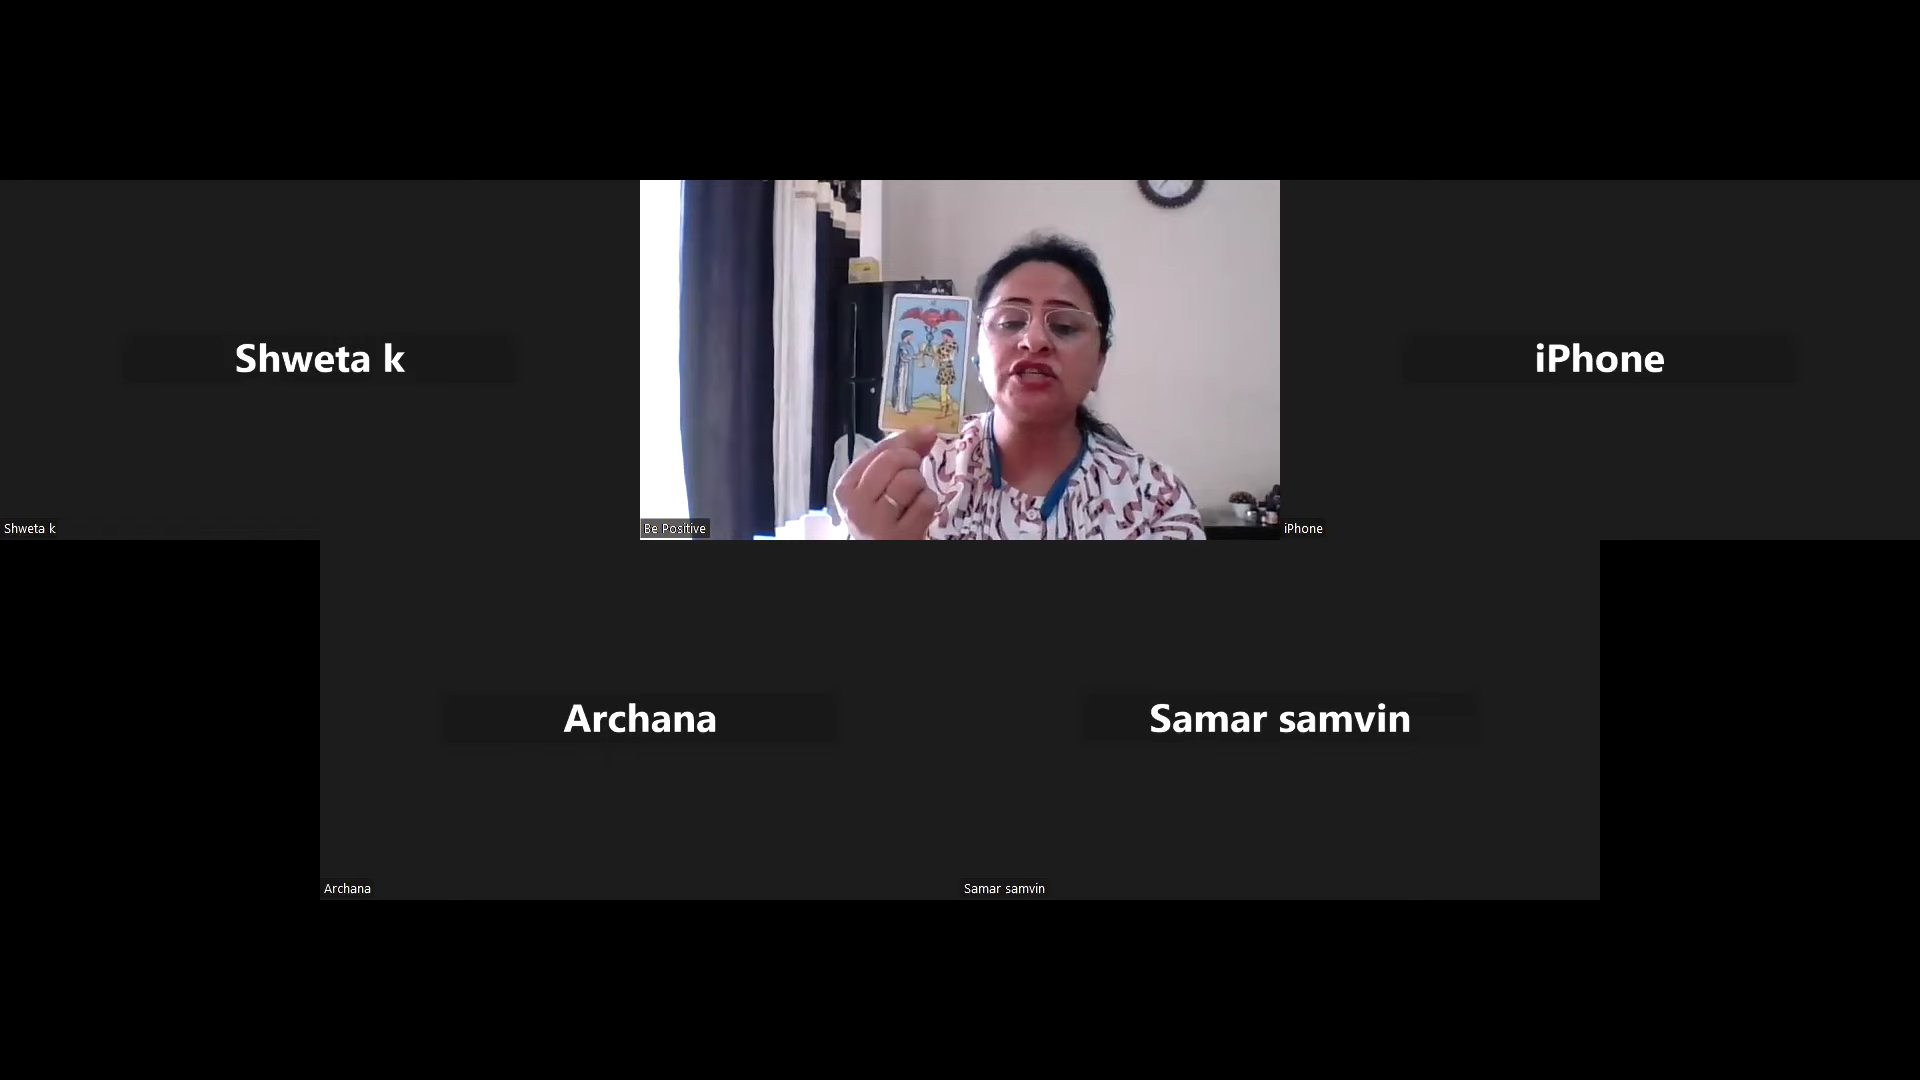 Shweta k
iPhone
Shweta k
Be Positive
iPhone
Archana
Samar samvin
Archana
Samar samvin